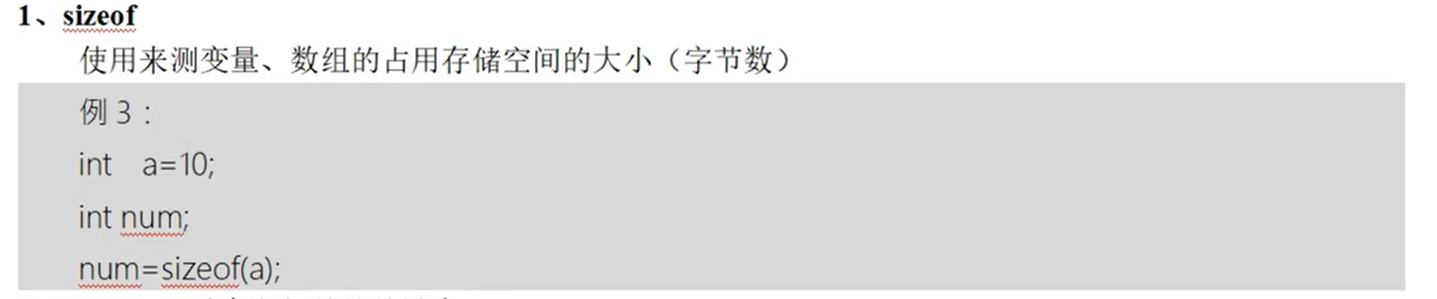 1、sizeof
使用来测变量、数组的占用存储空间的大小（字节数）
例 3：
int a=10;
int num;
num=sizeof(a);